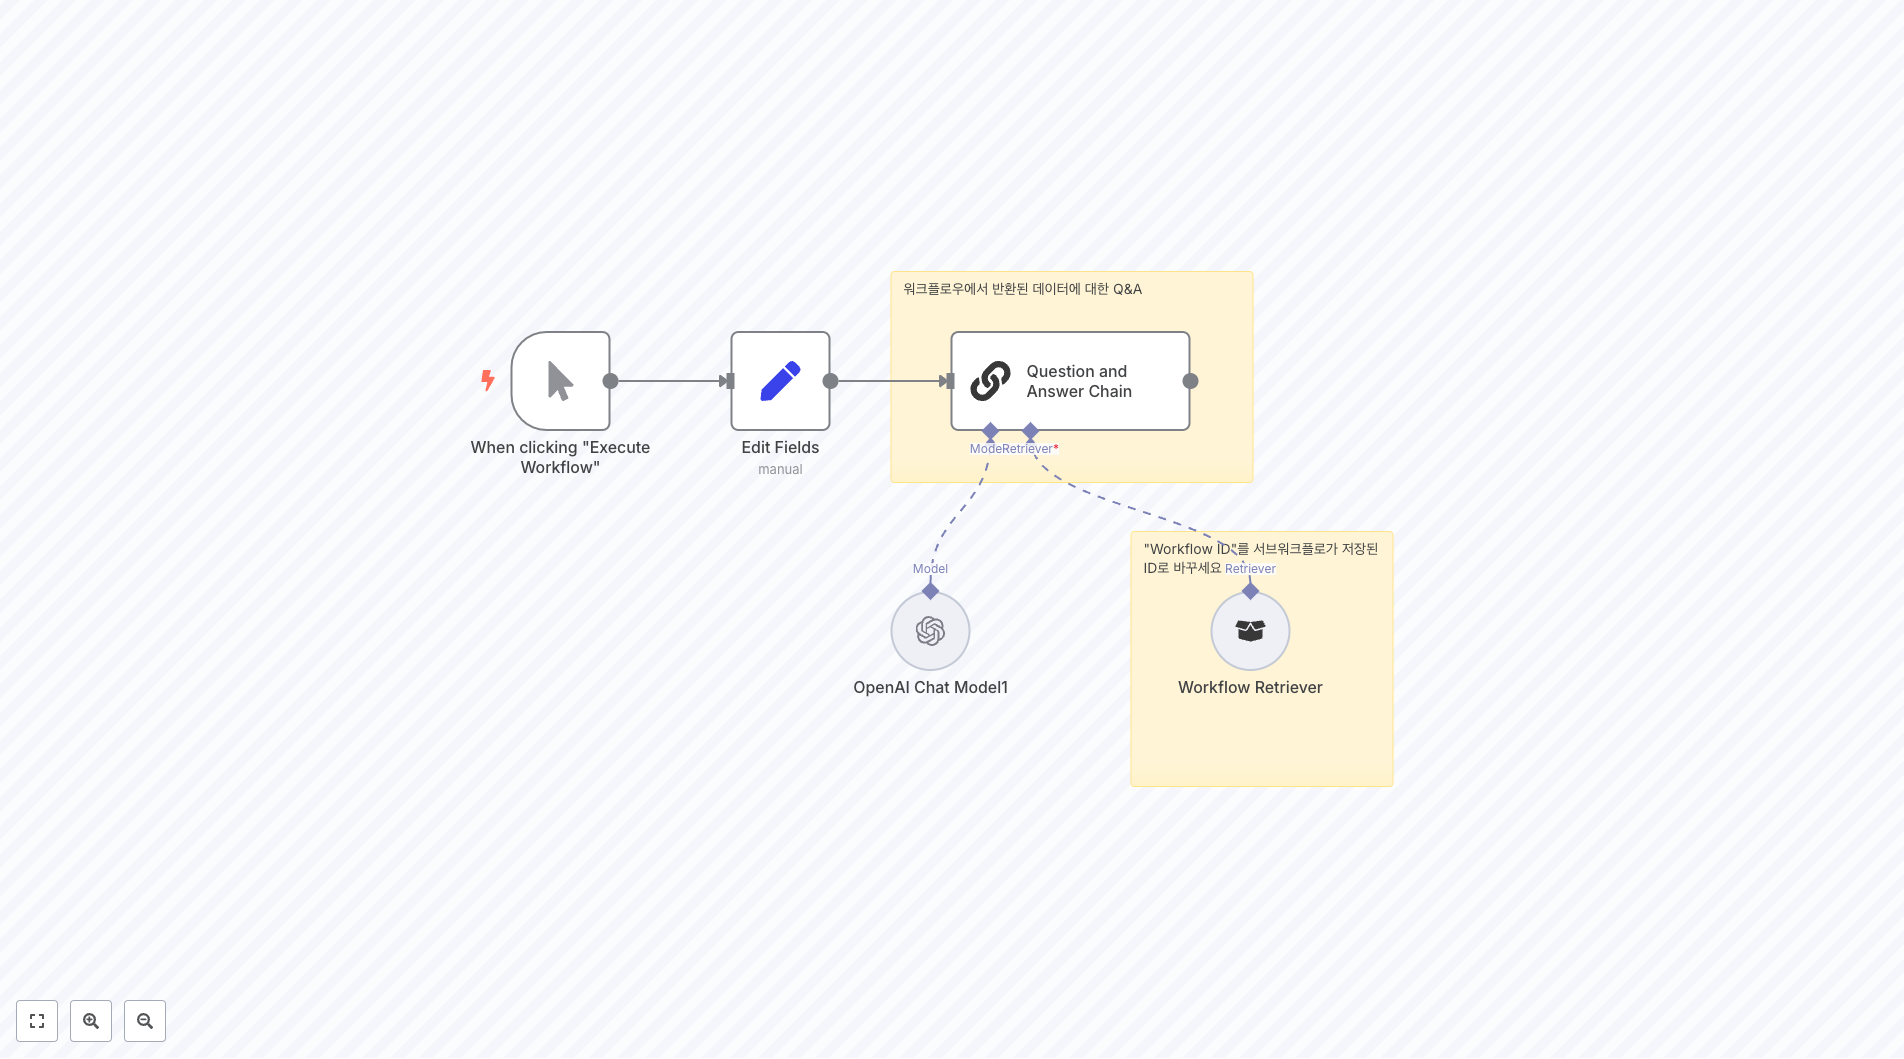 워크플로우에서 반환된 데이터에 대한 Q&A
Question and
Answer Chain
When clicking "Execute
Workflow"
Edit Fields
manual
ModeRetriever*
"Workflow ID"를 서브워크플로가 저장된
ID로 바꾸세요
Model
Retriever
OpenAI Chat Model1
Workflow Retriever